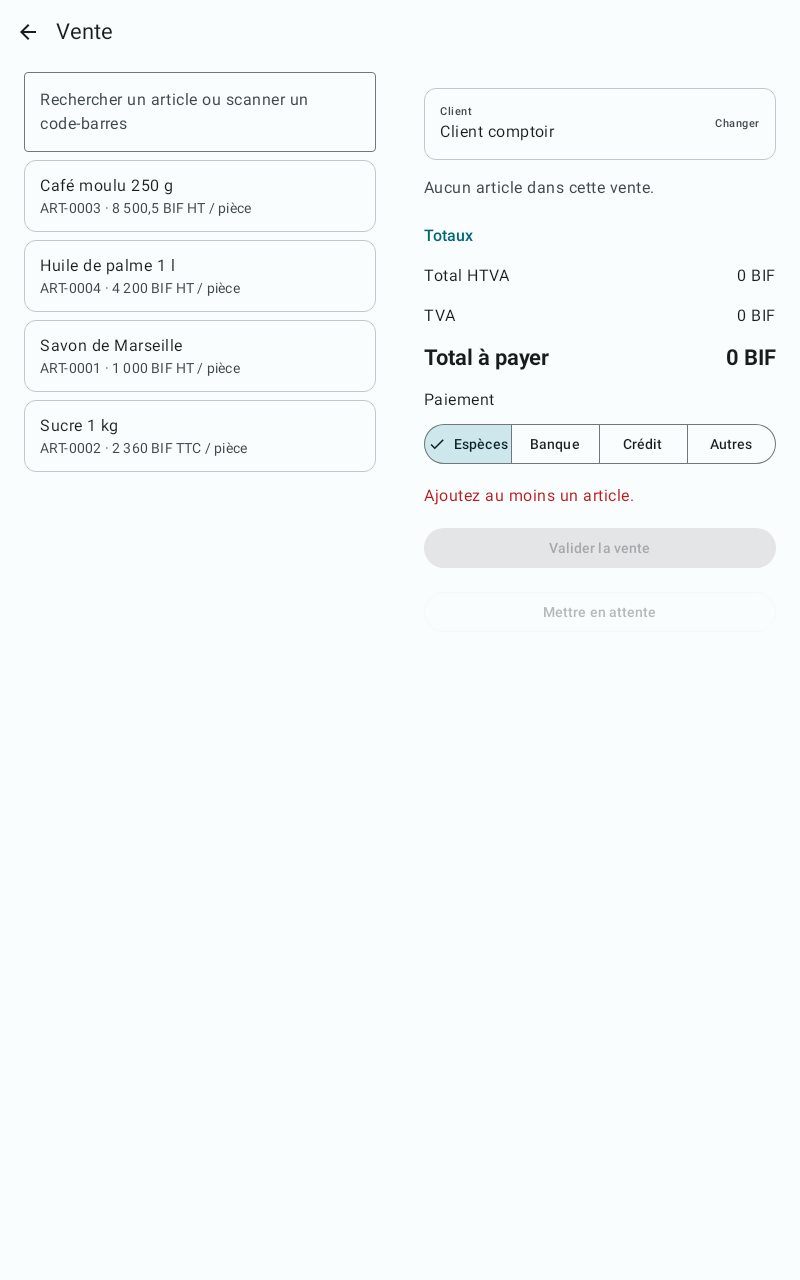 Vente
Rechercher un article ou scanner un
code-barres
Café moulu 250 g
ART-0003 · 8 500,5 BIF HT / pièce
Huile de palme 1 l
ART-0004 · 4 200 BIF HT / pièce
Savon de Marseille
ART-0001 · 1 000 BIF HT / pièce
Sucre 1 kg
ART-0002 · 2 360 BIF TTC / pièce
Client
Client comptoir
Changer
Aucun article dans cette vente.
Totaux
Total HTVA 0 BIF
TVA 0 BIF
Total à payer 0 BIF
Paiement
Espèces Banque Crédit Autres
Ajoutez au moins un article.
Valider la vente
Mettre en attente